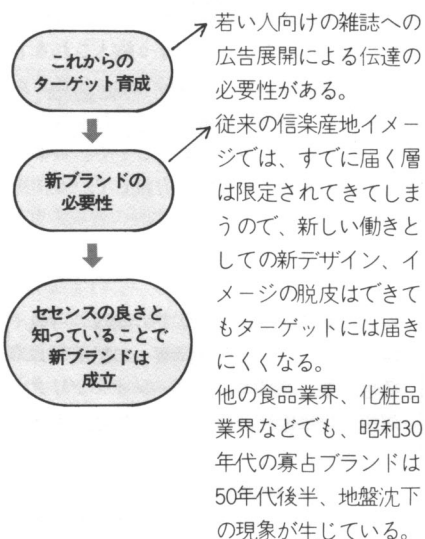 これからの
ターゲット育成
新ブランドの
必要性
セセンスの良さと
知っていることで
新ブランドは
成立
若い人向けの雑誌への
広告展開による伝達の
必要性がある。
従来の信楽産地イメー
ジでは、すでに届く層
は限定されてきてしま
うので、新しい働きと
しての新デザイン、イ
メージの脱皮はできて
もターゲットには届き
にくくなる。
他の食品業界、化粧品
業界などでも、昭和30
年代の寡占ブランドは
50年代後半、地盤沈下
の現象が生じている。